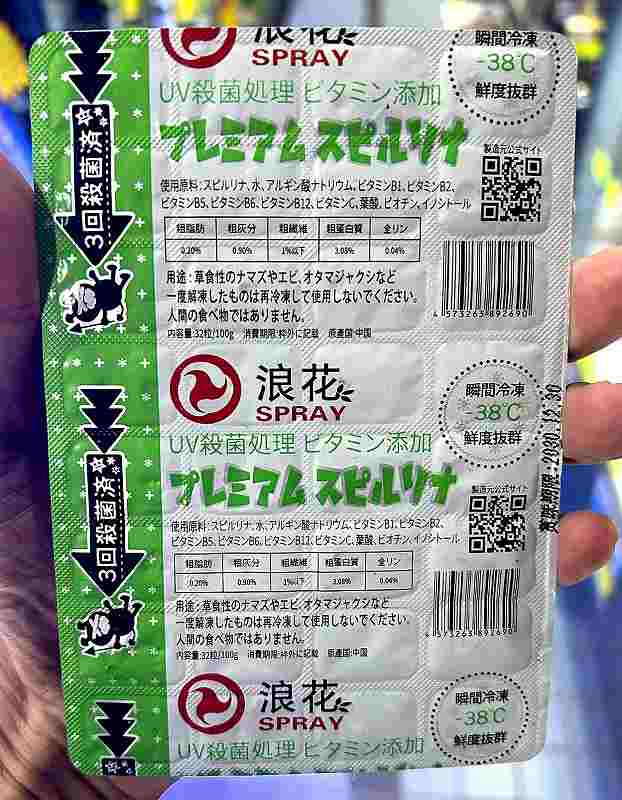 浪花
SPRAY
瞬間冷凍
-38℃
鮮度抜群
UV殺菌処理 ビタミン添加
プレミアム スピルリナ
製造元公式サイト
3回殺菌済
使用原料:スピルリナ、水、アルギン酸ナトリウム、ビタミンB1、ビタミンB2、
ビタミンB5、ビタミンB6、ビタミンB12、ビタミンC、葉酸、ビオチン、イノシトール
粗脂肪 粗灰分 粗繊維 粗蛋白質 全リン
0.20% 0.90% 1%以下 3.08% 0.04%
用途:草食性のナマズやエビ、オタマジャクシなど
一度解凍したものは再冷凍して使用しないでください。
人間の食べ物ではありません。
内容量:32粒/100g 消費期限:枠外に記載 原産国:中国
4 573263 892690
浪花
SPRAY
瞬間冷凍
-38℃
鮮度抜群
UV殺菌処理 ビタミン添加
プレミアム スピルリナ
製造元公式サイト
3回殺菌済
使用原料:スピルリナ、水、アルギン酸ナトリウム、ビタミンB1、ビタミンB2、
ビタミンB5、ビタミンB6、ビタミンB12、ビタミンC、葉酸、ビオチン、イノシトール
粗脂肪 粗灰分 粗繊維 粗蛋白質 全リン
0.20% 0.90% 1%以下 3.08% 0.04%
用途:草食性のナマズやエビ、オタマジャクシなど
一度解凍したものは再冷凍して使用しないでください。
人間の食べ物ではありません。
内容量:32粒/100g 消費期限:枠外に記載 原産国:中国
4 573263 892690
賞味期限:2030.12.30
浪花
SPRAY
瞬間冷凍
-38℃
鮮度抜群
UV殺菌処理 ビタミン添加